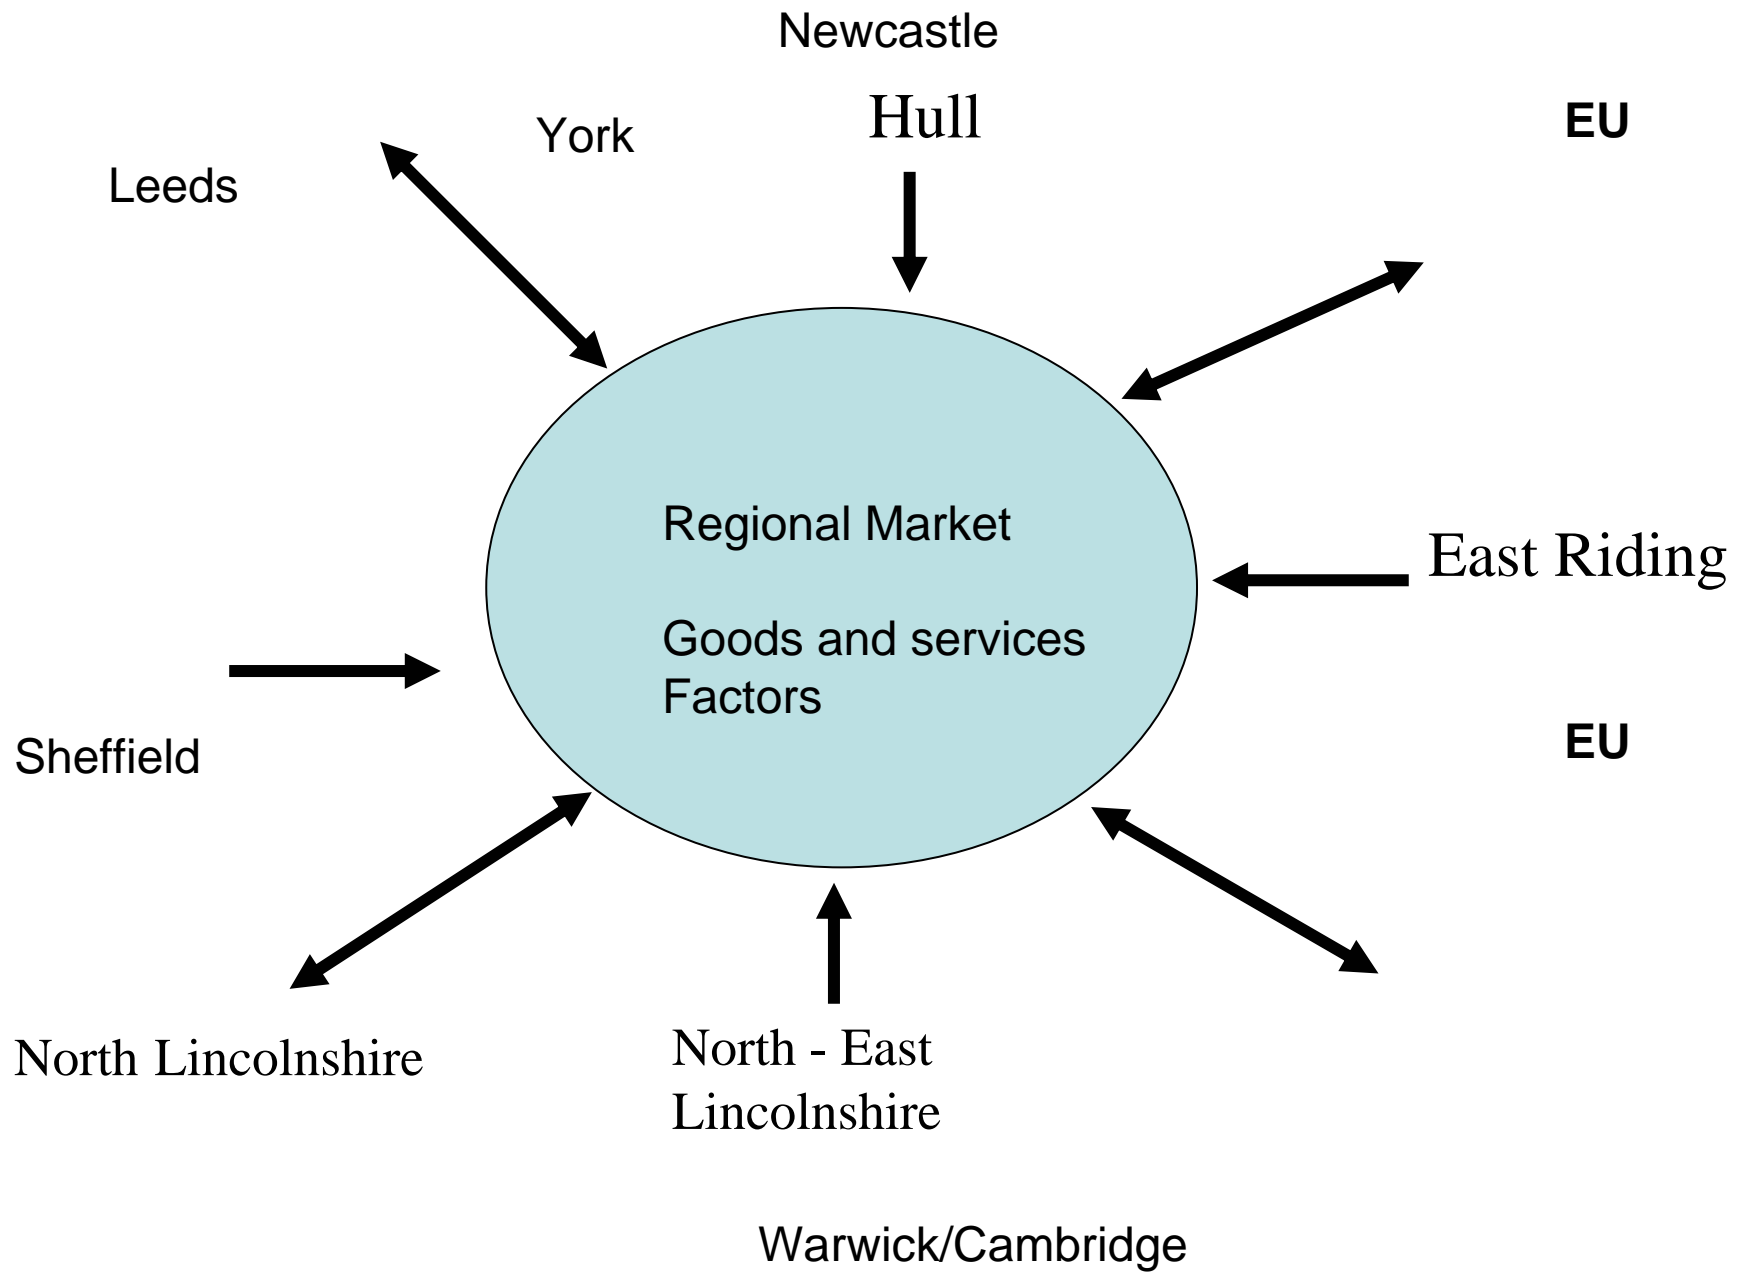 Newcastle
Hull
EU
York
Leeds
Regional Market
East Riding
Goods and services
Factors
Sheffield
EU
North Lincolnshire
North - East
Lincolnshire
Warwick/Cambridge